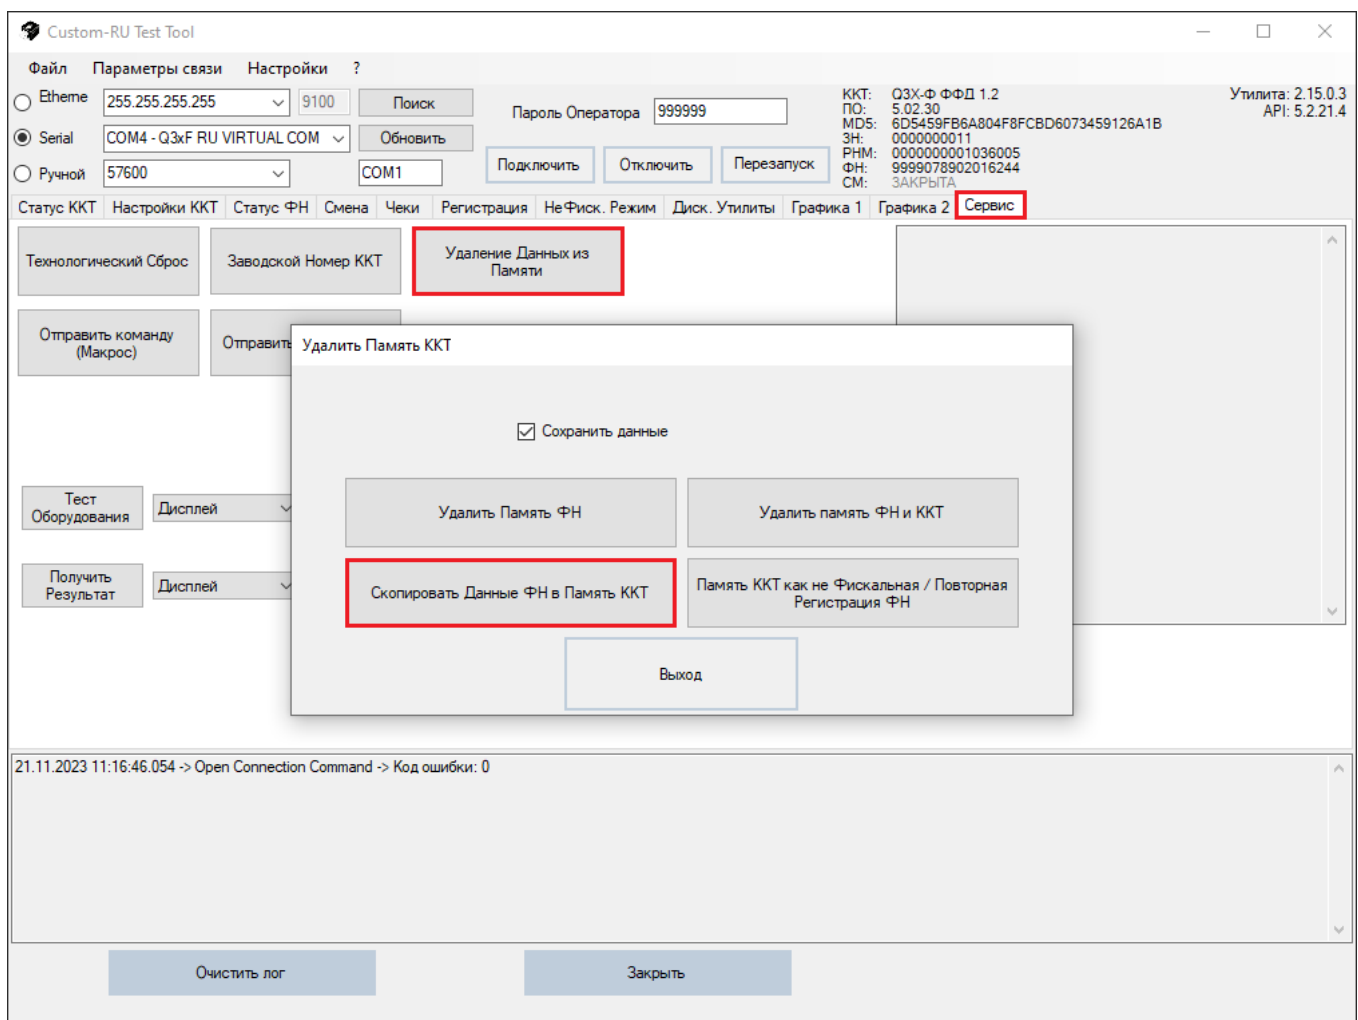 Custom-RU Test Tool
Файл Параметры связи Настройки ?
Etherne 255.255.255.255 9100 Поиск
Serial COM4 - Q3xF RU VIRTUAL COM Обновить
Ручной 57600 COM1
Пароль Оператора 999999
Подключить Отключить Перезапуск
ККТ: Q3X-Ф ФФД 1.2
ПО: 5.02.30
MD5: 6D5459FB6A804F8FCBD6073459126A1B
ЗН: 0000000011
РНМ: 0000000001036005
ФН: 9999078902016244
СМ: ЗАКРЫТА
Утилита: 2.15.0.3
API: 5.2.21.4
Статус ККТ Настройки ККТ Статус ФН Смена Чеки Регистрация Не Фиск. Режим Диск. Утилиты Графика 1 Графика 2 Сервис
Технологический Сброс
Заводской Номер ККТ
Удаление Данных из
Памяти
Отправить команду
(Макрос)
Отправить
Тест
Оборудования
Дисплей
Получить
Результат
Дисплей
Удалить Память ККТ
Сохранить данные
Удалить Память ФН
Удалить память ФН и ККТ
Скопировать Данные ФН в Память ККТ
Память ККТ как не Фискальная / Повторная
Регистрация ФН
Выход
21.11.2023 11:16:46.054 -> Open Connection Command -> Код ошибки: 0
Очистить лог Закрыть